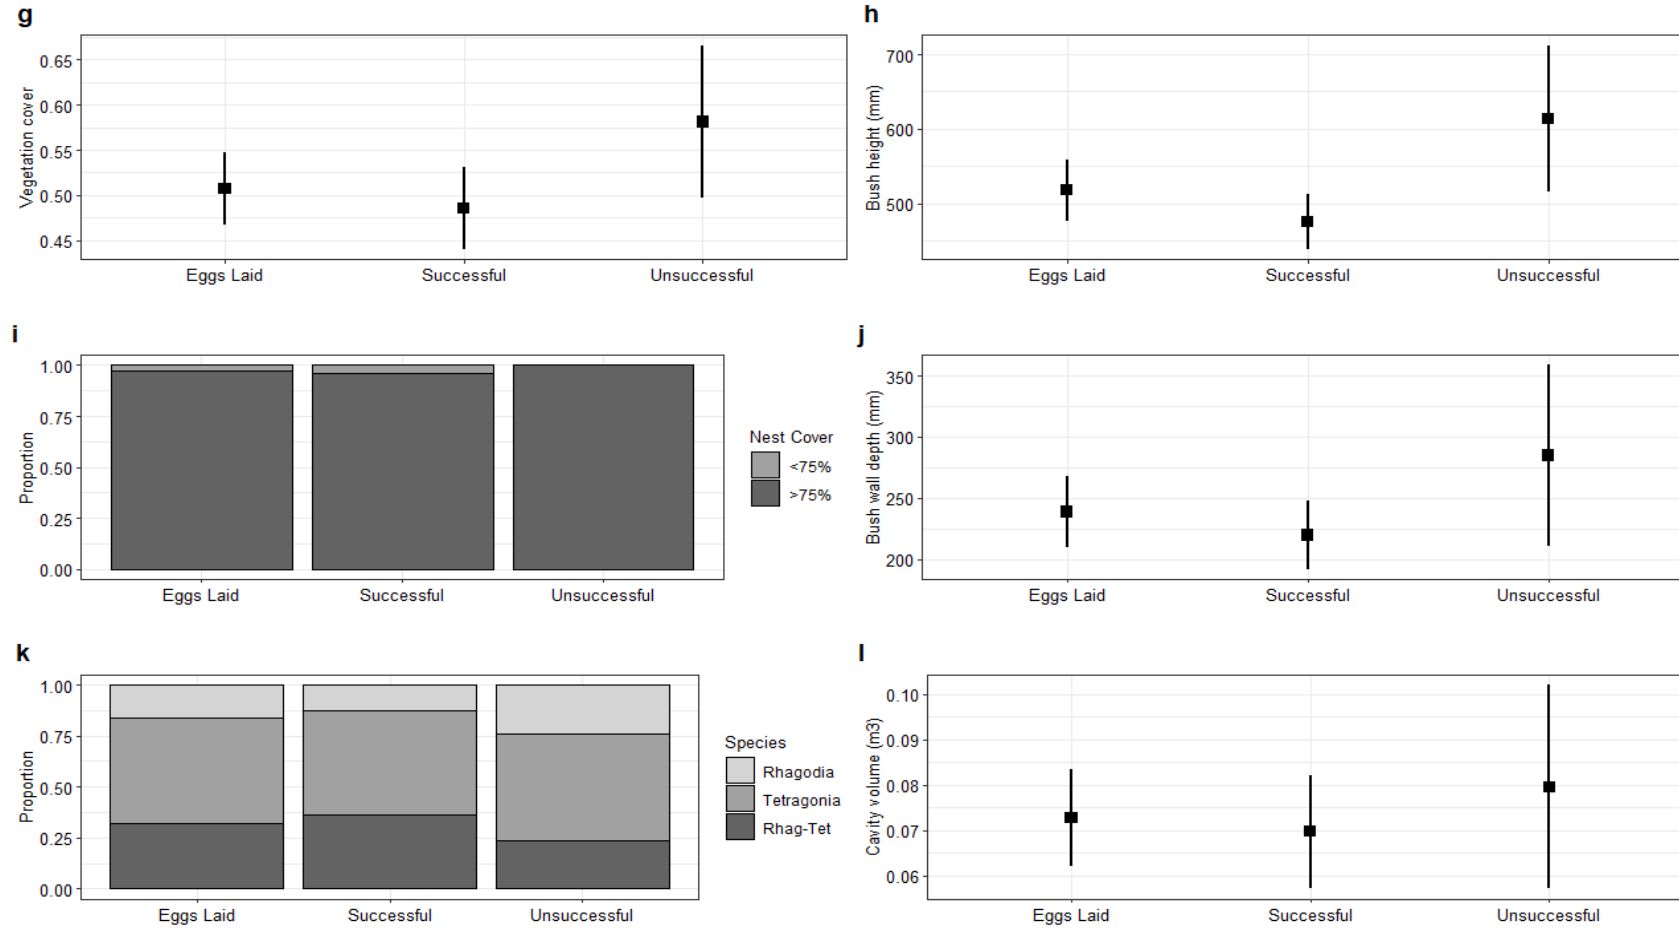 g
Vegetation cover
0.65
0.60
0.55
0.50
0.45
Eggs Laid Successful Unsuccessful
h
Bush height (mm)
700
600
500
Eggs Laid Successful Unsuccessful
i
Proportion
1.00
0.75
0.50
0.25
0.00
Eggs Laid Successful Unsuccessful
Nest Cover
<75%
>75%
j
Bush wall depth (mm)
350
300
250
200
Eggs Laid Successful Unsuccessful
k
Proportion
1.00
0.75
0.50
0.25
0.00
Eggs Laid Successful Unsuccessful
Species
Rhagodia
Tetragonia
Rhag-Tet
l
Cavity volume (m3)
0.10
0.09
0.08
0.07
0.06
Eggs Laid Successful Unsuccessful